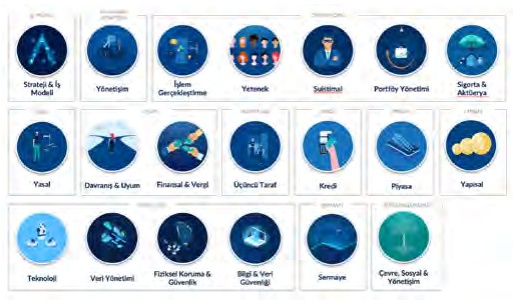 Strateji & İş
Modeli
Yönetişim
İşlem
Gerçekleştirme
Yetenek
Suistimal
Portföy Yönetimi
Sigorta &
Aktüerya
Yasal
Davranış & Uyum
Finansal & Vergi
Üçüncü Taraf
Kredi
Piyasa
Yapısal
Teknoloji
Veri Yönetimi
Fiziksel Koruma &
Güvenlik
Bilgi & Veri
Güvenliği
Sermaye
Çevre, Sosyal &
Yönetişim